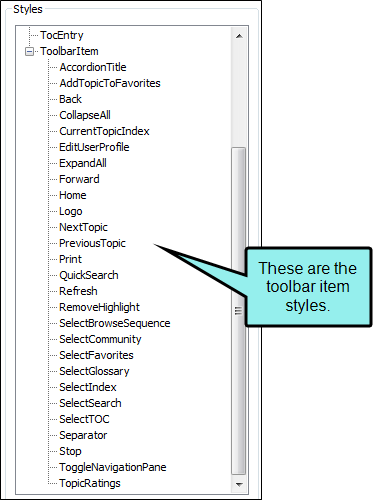 Styles
TocEntry
ToolbarItem
AccordionTitle
AddTopicToFavorites
Back
CollapseAll
CurrentTopicIndex
EditUserProfile
ExpandAll
Forward
Home
Logo
NextTopic
PreviousTopic
Print
QuickSearch
Refresh
RemoveHighlight
SelectBrowseSequence
SelectCommunity
SelectFavorites
SelectGlossary
SelectIndex
SelectSearch
SelectTOC
Separator
Stop
ToggleNavigationPane
TopicRatings
These are the
toolbar item
styles.